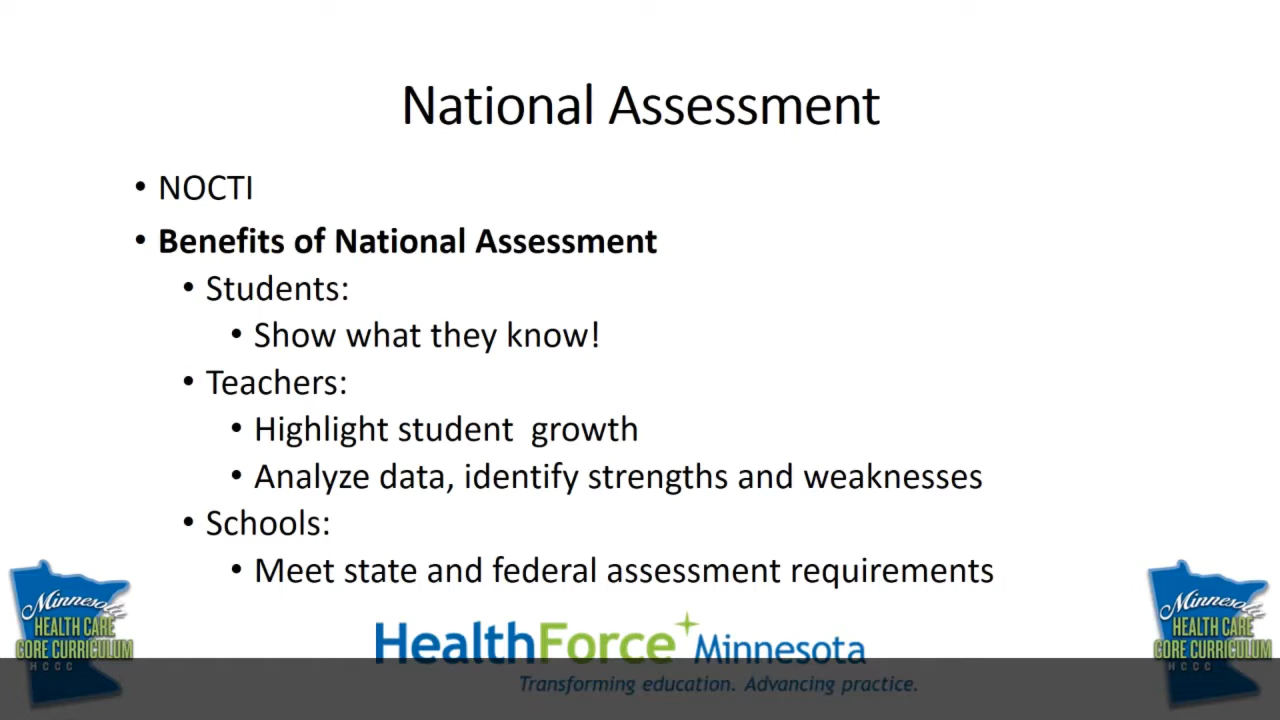 National Assessment
• NOCTI
• Benefits of National Assessment
• Students:
• Show what they know!
• Teachers:
• Highlight student  growth
• Analyze data, identify strengths and weaknesses
• Schools:
• Meet state and federal assessment requirements
Minnesota
HEALTH CARE
CORE CURRICULUM
HCCC
HealthForce Minnesota
Transforming education. Advancing practice.
Minnesota
HEALTH CARE
CORE CURRICULUM
HCCC